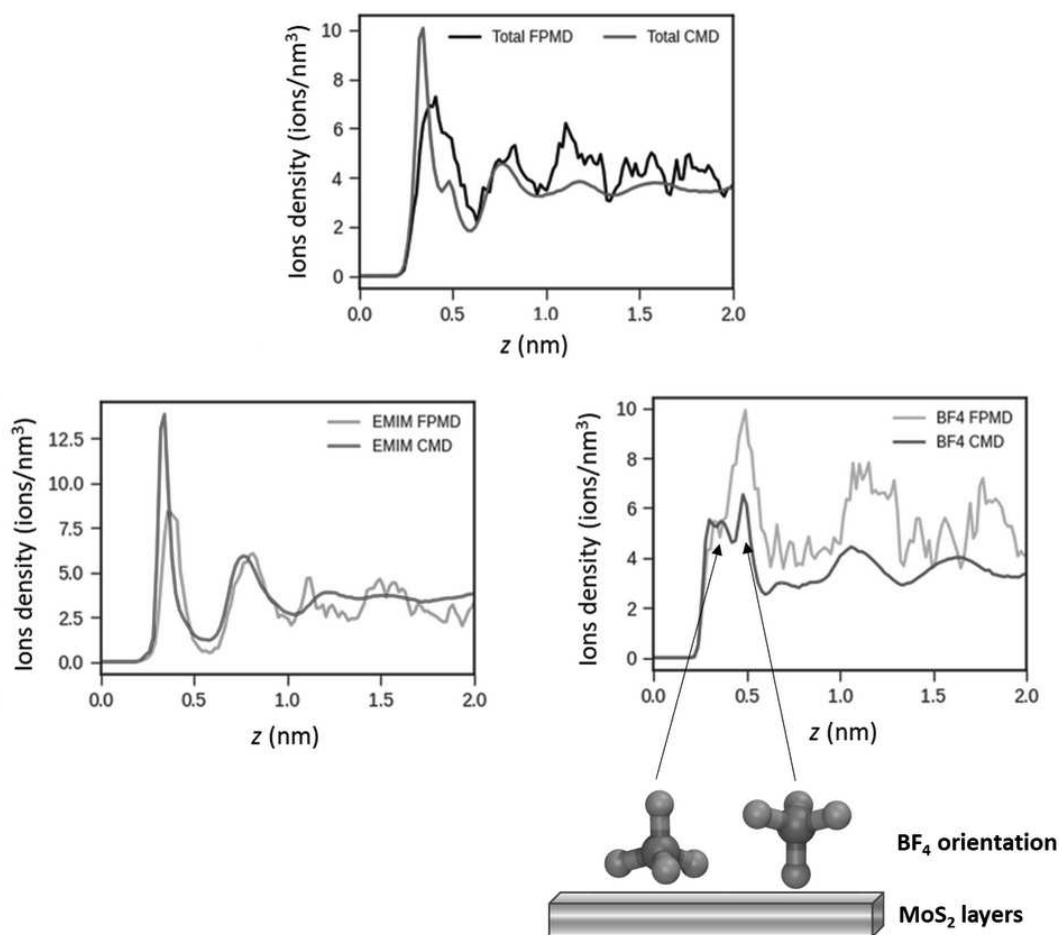 Total FPMD Total CMD
Ions density (ions/nm³)
10
8
6
4
2
0
0.0 0.5 1.0 1.5 2.0
z (nm)
EMIM FPMD
EMIM CMD
Ions density (ions/nm³)
12.5
10.0
7.5
5.0
2.5
0.0
0.0 0.5 1.0 1.5 2.0
z (nm)
BF4 FPMD
BF4 CMD
Ions density (ions/nm³)
10
8
6
4
2
0
0.0 0.5 1.0 1.5 2.0
z (nm)
BF₄ orientation
MoS₂ layers